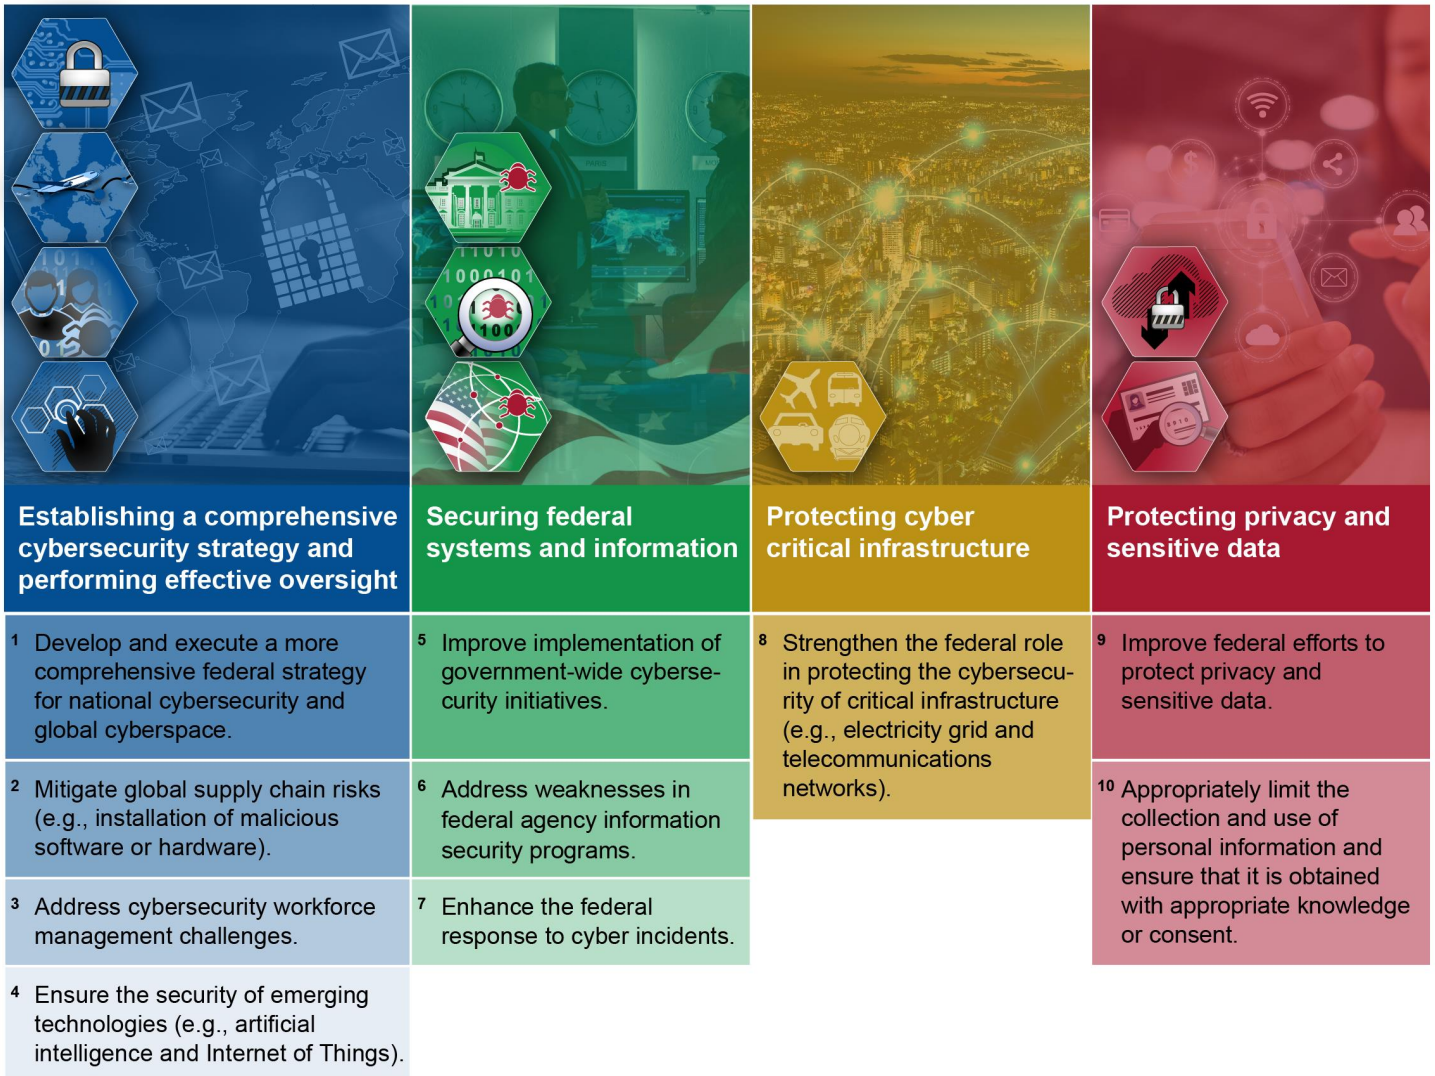 Establishing a comprehensive
cybersecurity strategy and
performing effective oversight
1 Develop and execute a more
comprehensive federal strategy
for national cybersecurity and
global cyberspace.
2 Mitigate global supply chain risks
(e.g., installation of malicious
software or hardware).
3 Address cybersecurity workforce
management challenges.
4 Ensure the security of emerging
technologies (e.g., artificial
intelligence and Internet of Things).
Securing federal
systems and information
5 Improve implementation of
government-wide cyberse-
curity initiatives.
6 Address weaknesses in
federal agency information
security programs.
7 Enhance the federal
response to cyber incidents.
Protecting cyber
critical infrastructure
8 Strengthen the federal role
in protecting the cybersecu-
rity of critical infrastructure
(e.g., electricity grid and
telecommunications
networks).
Protecting privacy and
sensitive data
9 Improve federal efforts to
protect privacy and
sensitive data.
10 Appropriately limit the
collection and use of
personal information and
ensure that it is obtained
with appropriate knowledge
or consent.